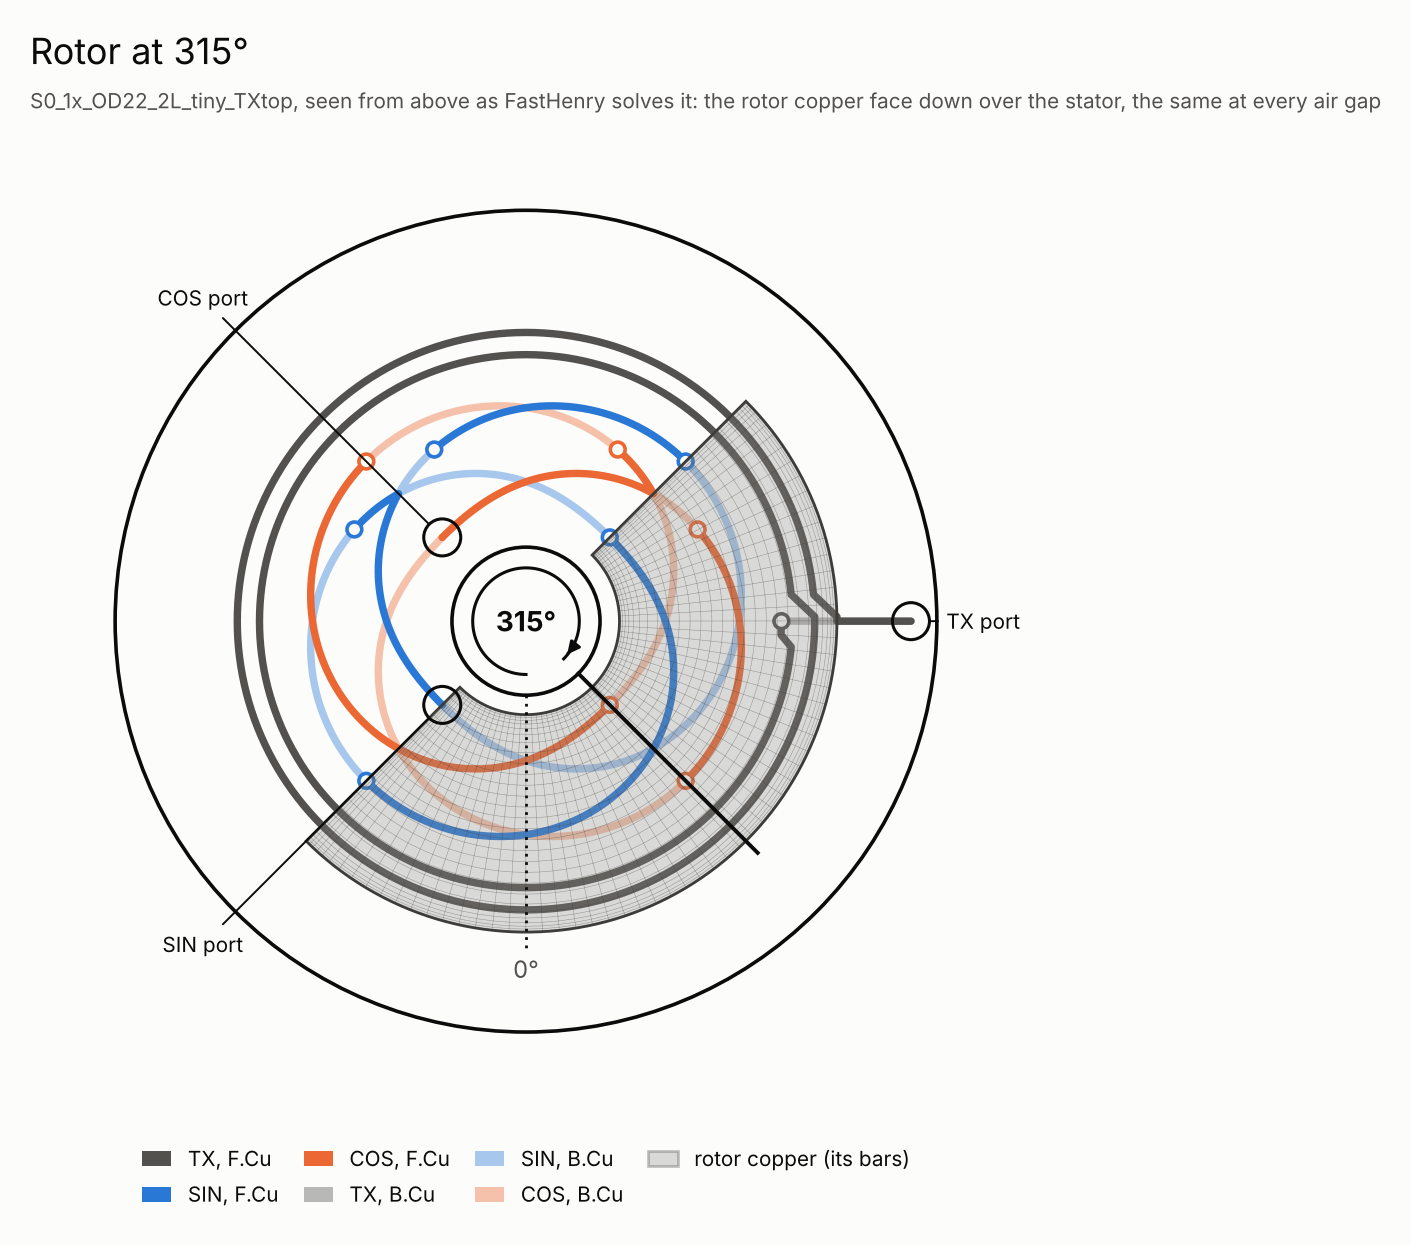 Rotor at 315°
S0_1x_OD22_2L_tiny_TXtop, seen from above as FastHenry solves it: the rotor copper face down over the stator, the same at every air gap
COS port
315°
TX port
SIN port
0°
TX, F.Cu
COS, F.Cu
SIN, B.Cu
rotor copper (its bars)
SIN, F.Cu
TX, B.Cu
COS, B.Cu